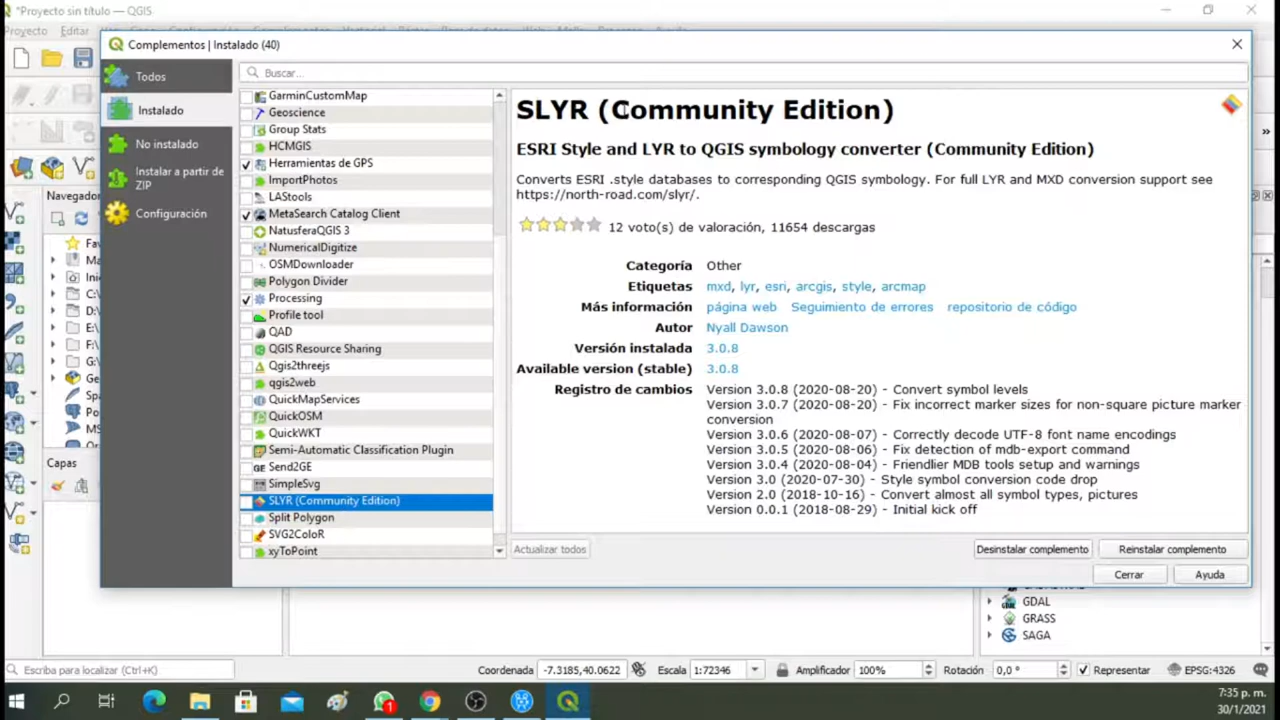 *Proyecto sin título - QGIS
Proyecto Editar
Complementos | Instalado (40)
Todos
Instalado
No instalado
Instalar a partir de
ZIP
Configuración
Buscar...
GarminCustomMap
Geoscience
Group Stats
HCMGIS
Herramientas de GPS
ImportPhotos
LAStools
MetaSearch Catalog Client
NatusferaQGIS 3
NumericalDigitize
OSMDownloader
Polygon Divider
Processing
Profile tool
QAD
QGIS Resource Sharing
Qgis2threejs
qgis2web
QuickMapServices
QuickOSM
QuickWKT
Semi-Automatic Classification Plugin
Send2GE
SimpleSvg
SLYR (Community Edition)
Split Polygon
SVG2ColoR
xyToPoint
SLYR (Community Edition)
ESRI Style and LYR to QGIS symbology converter (Community Edition)
Converts ESRI .style databases to corresponding QGIS symbology. For full LYR and MXD conversion support see
https://north-road.com/slyr/.
12 voto(s) de valoración, 11654 descargas
Categoría Other
Etiquetas mxd, lyr, esri, arcgis, style, arcmap
Más información página web Seguimiento de errores repositorio de código
Autor Nyall Dawson
Versión instalada 3.0.8
Available version (stable) 3.0.8
Registro de cambios Version 3.0.8 (2020-08-20) - Convert symbol levels
Version 3.0.7 (2020-08-20) - Fix incorrect marker sizes for non-square picture marker
conversion
Version 3.0.6 (2020-08-07) - Correctly decode UTF-8 font name encodings
Version 3.0.5 (2020-08-06) - Fix detection of mdb-export command
Version 3.0.4 (2020-08-04) - Friendlier MDB tools setup and warnings
Version 3.0 (2020-07-30) - Style symbol conversion code drop
Version 2.0 (2018-10-16) - Convert almost all symbol types, pictures
Version 0.0.1 (2018-08-29) - Initial kick off
Actualizar todos
Desinstalar complemento
Reinstalar complemento
Cerrar
Ayuda
Navegador
Capas
C:\
D:\
E:\
F:\
G:\
GDAL
GRASS
SAGA
Escriba para localizar (Ctrl+K)
Coordenada -7.3185,40.0622 Escala 1:72346 Amplificador 100% Rotación 0,0 ° Representar EPSG:4326
7:35 p. m.
30/1/2021